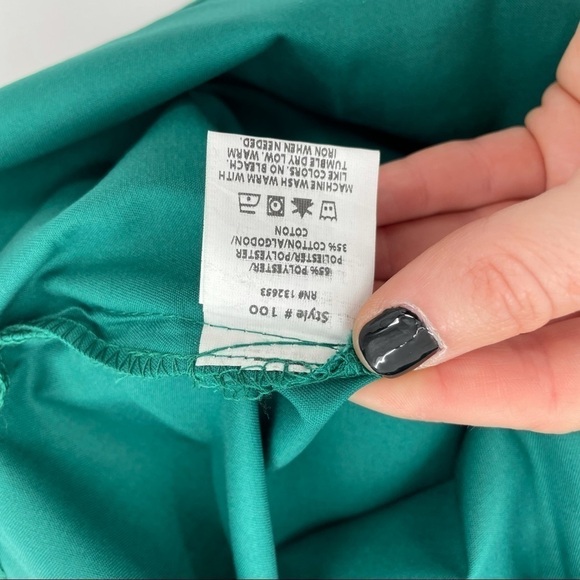 Style # 100
RN# 132653
65% POLYESTER/
POLIESTER/POLYESTER
35% COTTON/ALGODON/
COTON
MACHINE WASH WARM WITH
LIKE COLORS. NO BLEACH.
TUMBLE DRY LOW. WARM
IRON WHEN NEEDED.